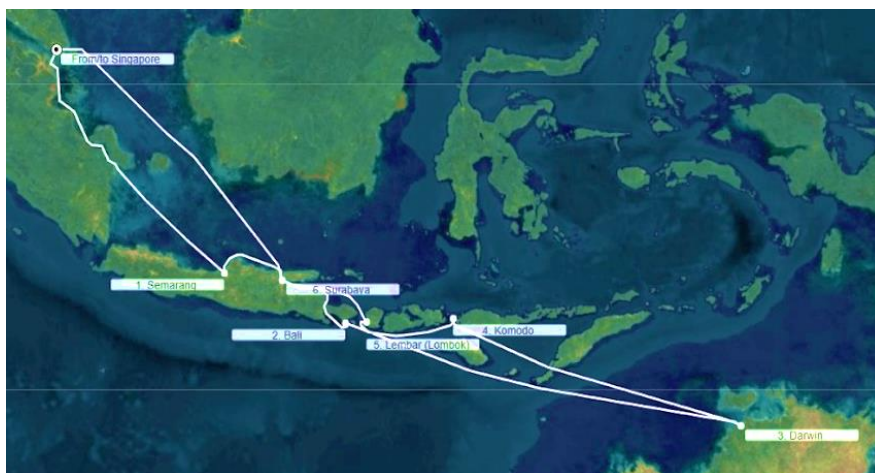 From/to Singapore
1. Semarang
6. Surabaya
2. Bali
4. Komodo
5. Lembar (Lombok)
3. Darwin